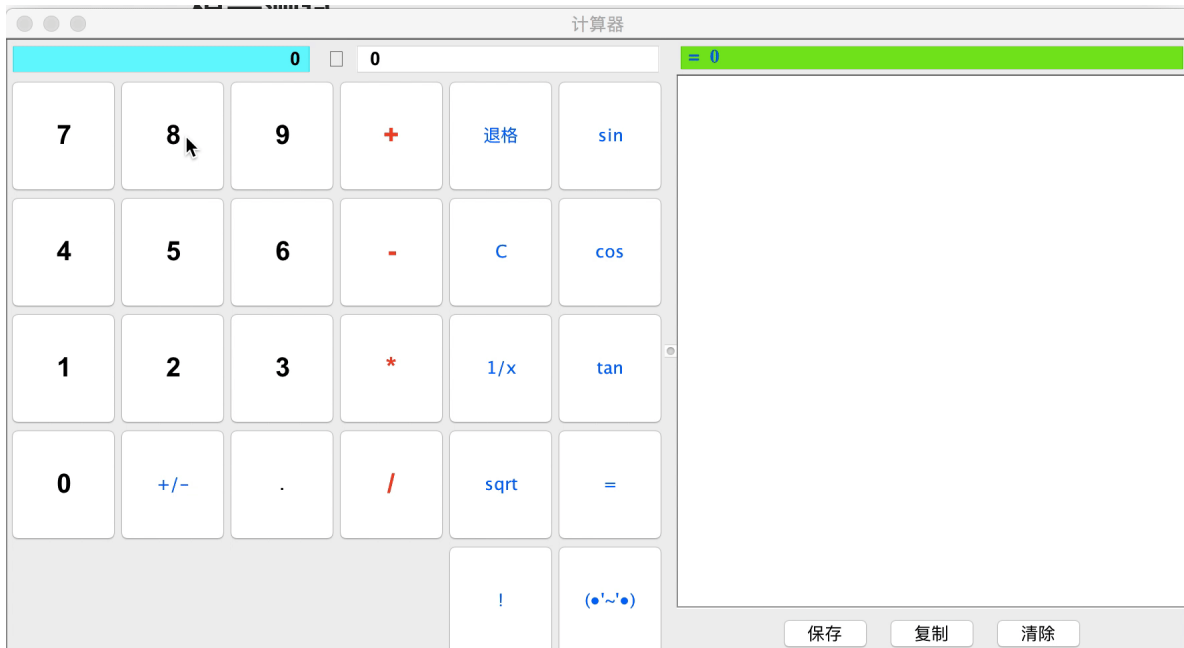 计算器
0 0 = 0
7 8 9 + 退格 sin
4 5 6 - C cos
1 2 3 * 1/x tan
0 +/- . / sqrt =
! (●'~'●)
保存 复制 清除